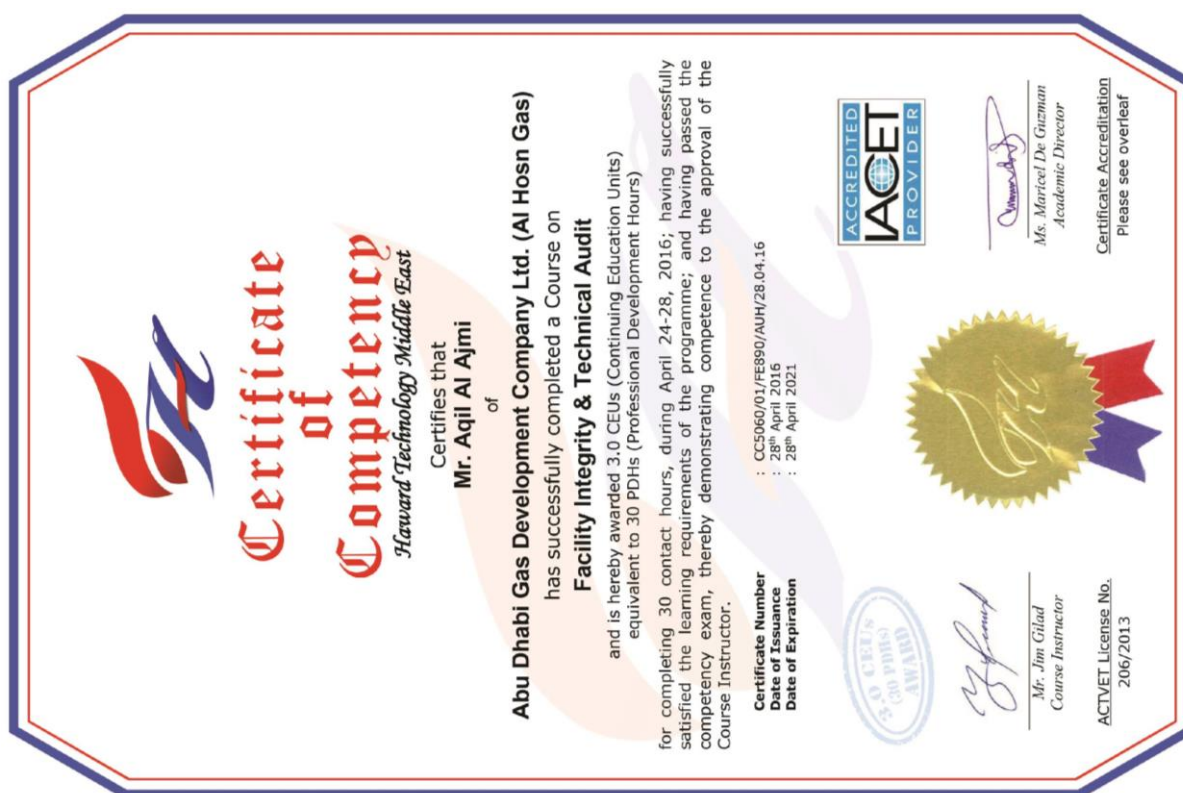 Certificate
of
Competency
Haward Technology Middle East
Certifies that
Mr. Aqil Al Ajmi
of
Abu Dhabi Gas Development Company Ltd. (Al Hosn Gas)
has successfully completed a Course on
Facility Integrity & Technical Audit
and is hereby awarded 3.0 CEUs (Continuing Education Units)
equivalent to 30 PDHs (Professional Development Hours)
for completing 30 contact hours, during April 24-28, 2016; having successfully
satisfied the learning requirements of the programme; and having passed the
competency exam, thereby demonstrating competence to the approval of the
Course Instructor.
Certificate Number : CC5060/01/FE890/AUH/28.04.16
Date of Issuance : 28th April 2016
Date of Expiration : 28th April 2021
3.0 CEUs
(30 PDHs)
AWARD
ACCREDITED
IACET
PROVIDER
Mr. Jim Gilad
Course Instructor
Ms. Maricel De Guzman
Academic Director
ACTVET License No.
206/2013
Certificate Accreditation
Please see overleaf